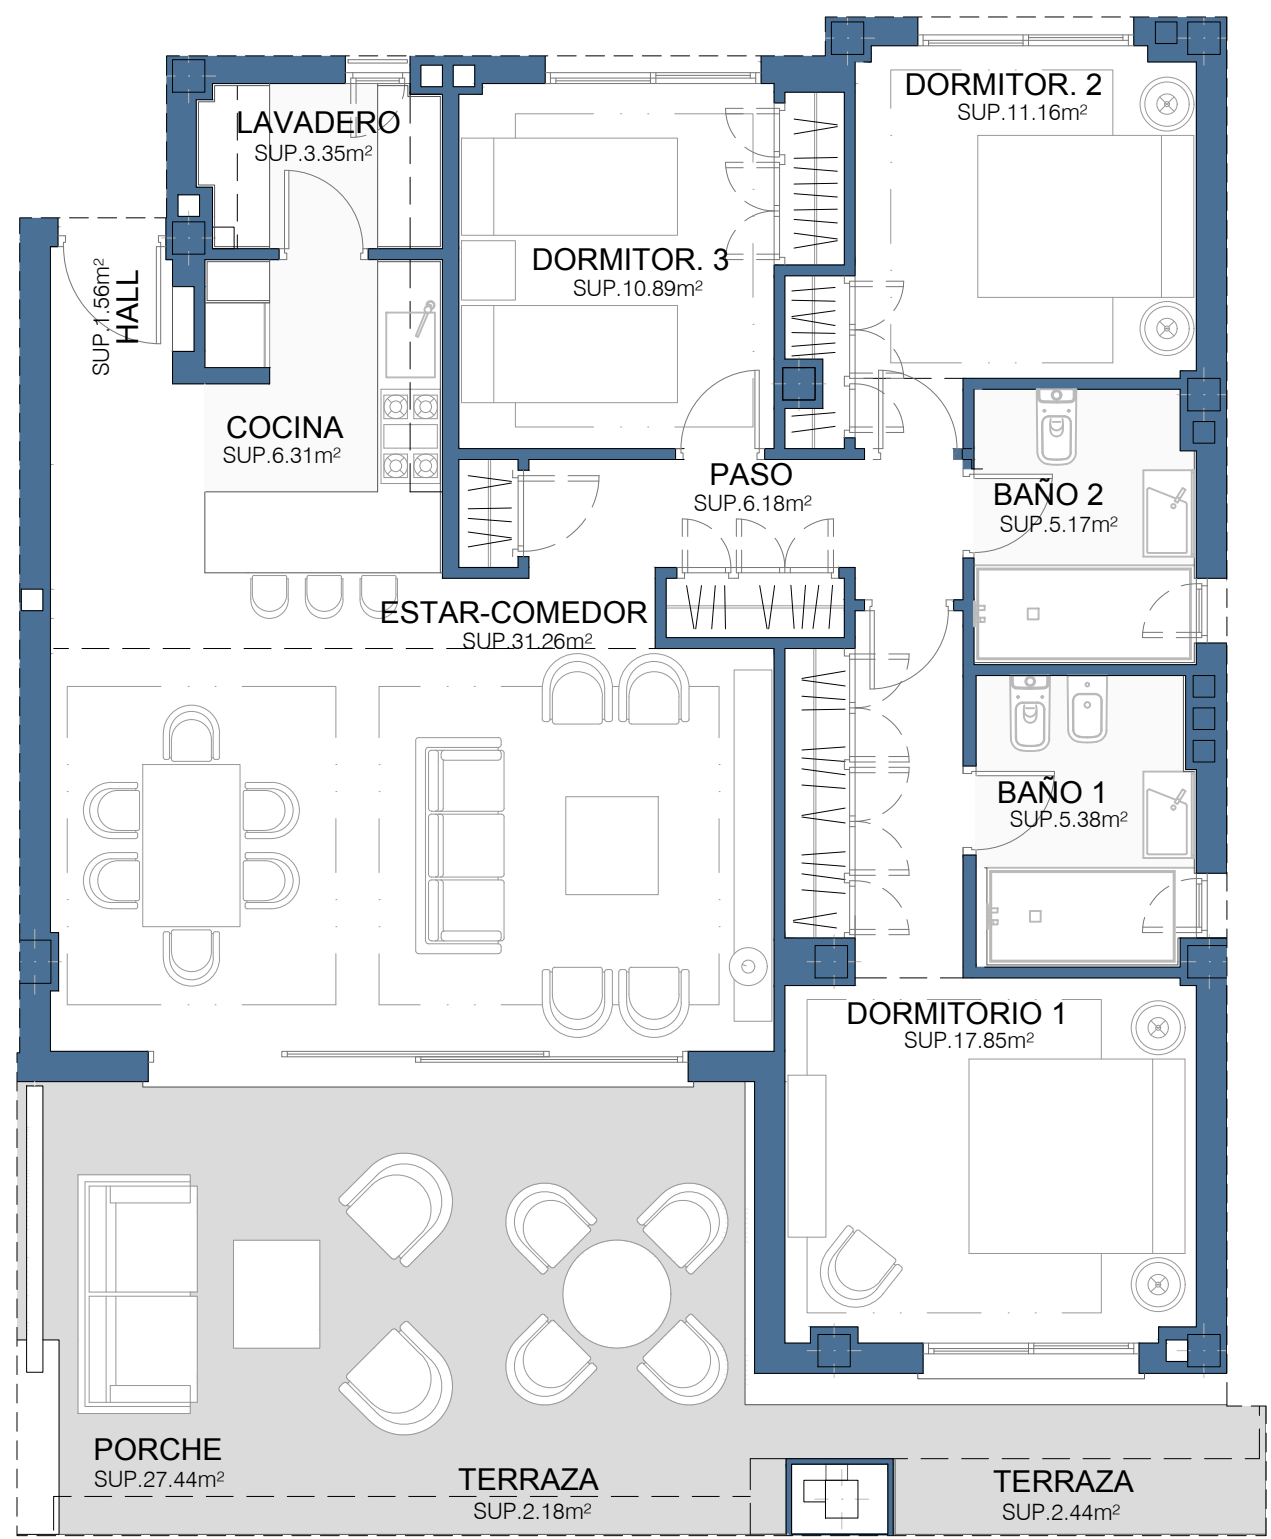 DORMITOR. 2
SUP.11.16m²
LAVADERO
SUP.3.35m²
DORMITOR. 3
SUP.10.89m²
HALL
SUP.1.56m²
COCINA
SUP.6.31m²
PASO
SUP.6.18m²
BAÑO 2
SUP.5.17m²
ESTAR-COMEDOR
SUP.31.26m²
BAÑO 1
SUP.5.38m²
DORMITORIO 1
SUP.17.85m²
PORCHE
SUP.27.44m²
TERRAZA
SUP.2.18m²
TERRAZA
SUP.2.44m²